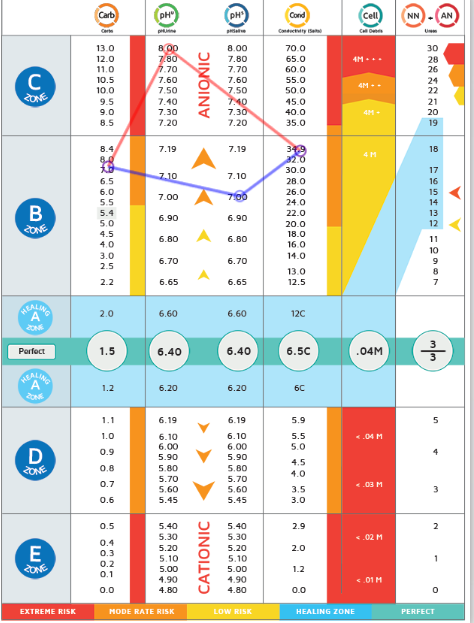 Carb pHᵁ pHˢ Cond Cell NN + AN
Carbs pHUrine pHSaliva Conductivity (Salts) Cell Debris Ureas
C ZONE
ANIONIC
13.0 8.00 8.00 70.0 30
12.0 7.80 7.80 65.0 4M + + + 28
11.0 7.70 7.70 60.0 26
10.5 7.60 7.60 55.0 24
10.0 7.50 7.50 50.0 4M + + 22
9.5 7.40 7.40 45.0 21
9.0 7.30 7.30 40.0 4M + 20
8.5 7.20 7.20 35.0 19
B ZONE
8.4 7.19 7.19 34.9 4 M 18
8.0 32.0
7.0 7.10 7.10 30.0 17
6.5 28.0 16
6.0 7.00 7.00 26.0 15
5.5 24.0 14
5.4 6.90 6.90 22.0 13
5.0 20.0 12
4.5 6.80 6.80 18.0 11
4.0 16.0 10
3.0 6.70 6.70 14.0 9
2.5 13.0 8
2.2 6.65 6.65 12.5 7
HEALING A ZONE
2.0 6.60 6.60 12C
Perfect 1.5 6.40 6.40 6.5C .04M 3
3
HEALING A ZONE
1.2 6.20 6.20 6C
D ZONE
1.1 6.19 6.19 5.9 5
1.0 6.10 6.10 5.5 < .04 M
6.00 6.00 5.0
0.9 5.90 5.90 4.5 4
0.8 5.80 5.80 4.0
0.7 5.70 5.70 < .03 M
0.6 5.60 5.60 3.5 3
5.45 5.45 3.0
E ZONE
CATIONIC
0.5 5.40 5.40 2.9 2
0.4 5.30 5.30 < .02 M
0.3 5.20 5.20 2.0
0.2 5.10 5.10 1
0.1 5.00 5.00 1.2
4.90 4.90 < .01 M
0.0 4.80 4.80 0.0 0
EXTREME RISK MODE RATE RISK LOW RISK HEALING ZONE PERFECT